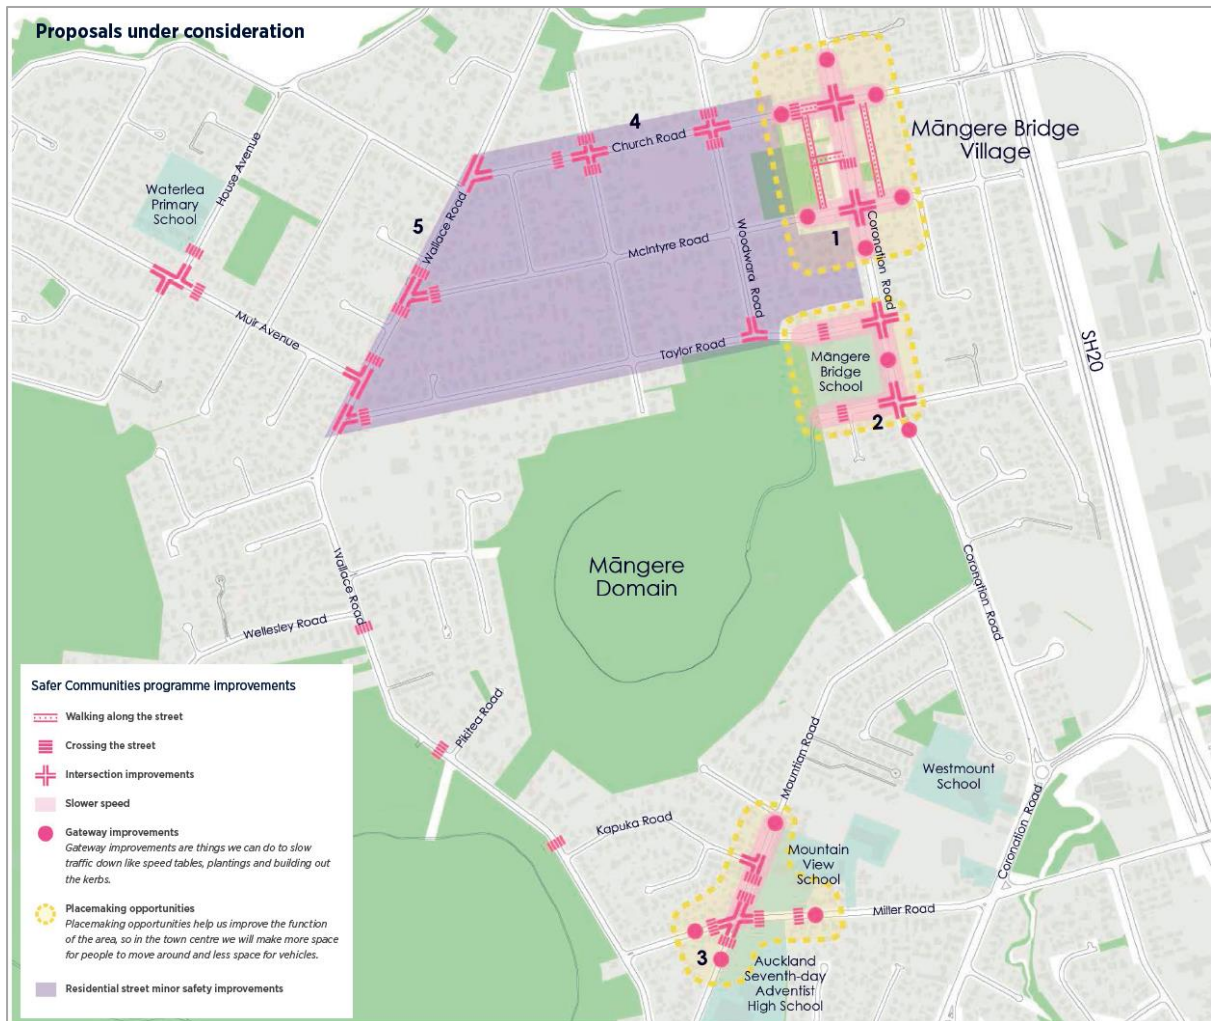 Proposals under consideration
4
Church Road
Māngere Bridge
Village
House Avenue
Waterlea
Primary
School
5
Wallace Road
McIntyre Road
Woodward Road
1
Coronation Road
Muir Avenue
Taylor Road
Māngere
Bridge
School
SH20
2
Māngere
Domain
Wallace Road
Coronation Road
Wellesley Road
Pikitea Road
Mountian Road
Westmount
School
Kapuka Road
Coronation Road
Mountain
View
School
Miller Road
3
Auckland
Seventh-day
Adventist
High School
Safer Communities programme improvements
Walking along the street
Crossing the street
Intersection improvements
Slower speed
Gateway improvements
Gateway improvements are things we can do to slow
traffic down like speed tables, plantings and building out
the kerbs.
Placemaking opportunities
Placemaking opportunities help us improve the function
of the area, so in the town centre we will make more space
for people to move around and less space for vehicles.
Residential street minor safety improvements